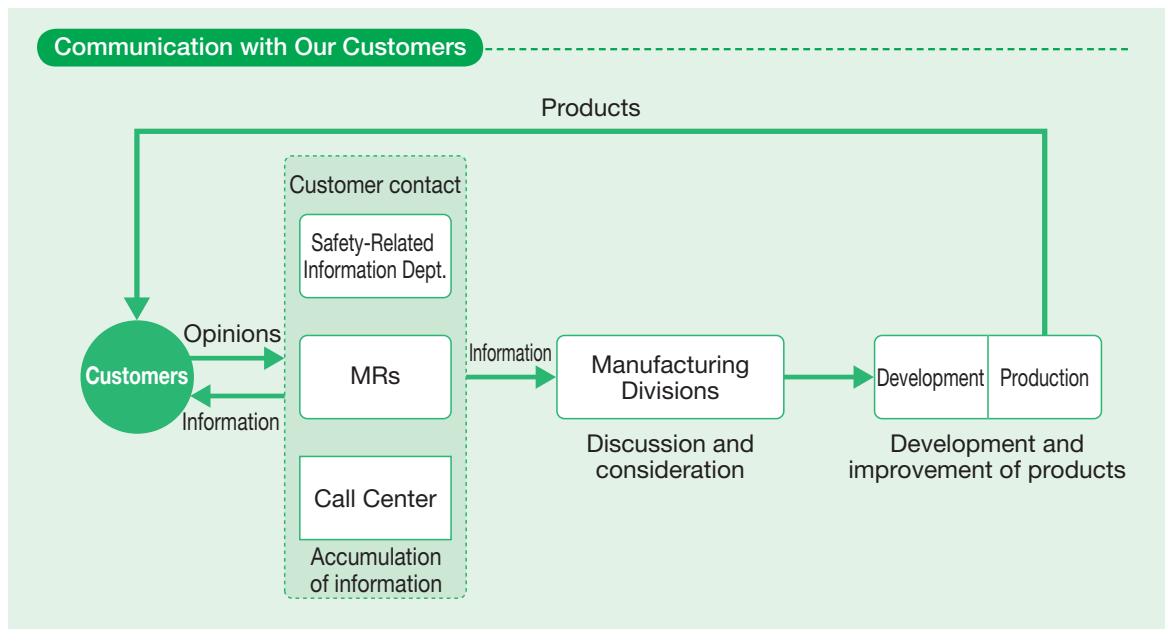 Communication with Our Customers
Products
Customer contact
Safety-Related
Information Dept.
Opinions
Customers
Information
MRs
Information
Manufacturing
Divisions
Development
Production
Discussion and
consideration
Development and
improvement of products
Call Center
Accumulation
of information